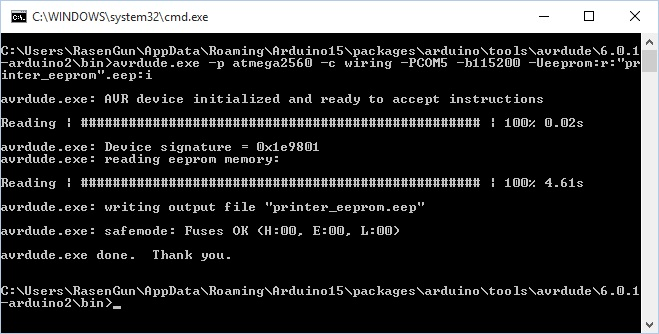 C:\WINDOWS\system32\cmd.exe
C:\Users\RasenGun\AppData\Roaming\Arduino15\packages\arduino\tools\avrdude\6.0.1
-arduino2\bin>avrdude.exe -p atmega2560 -c wiring -PCOM5 -b115200 -Ueeprom:r:"pr
inter_eeprom".eep:i
avrdude.exe: AVR device initialized and ready to accept instructions
Reading | ################################################## | 100% 0.02s
avrdude.exe: Device signature = 0x1e9801
avrdude.exe: reading eeprom memory:
Reading | ################################################## | 100% 4.61s
avrdude.exe: writing output file "printer_eeprom.eep"
avrdude.exe: safemode: Fuses OK (H:00, E:00, L:00)
avrdude.exe done.  Thank you.
C:\Users\RasenGun\AppData\Roaming\Arduino15\packages\arduino\tools\avrdude\6.0.1
-arduino2\bin>_